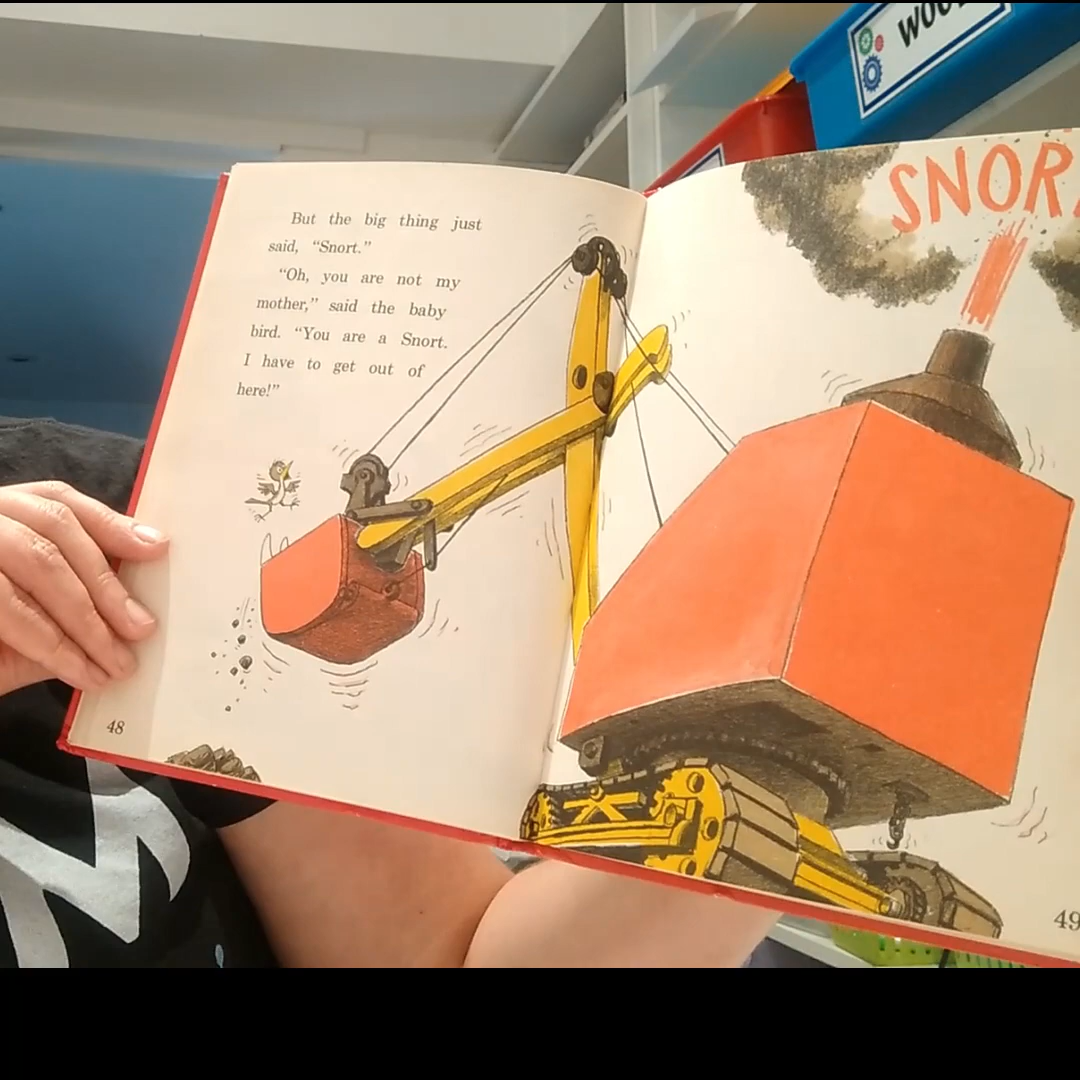 But the big thing just
said, “Snort.”
“Oh, you are not my
mother,” said the baby
bird. “You are a Snort.
I have to get out of
here!”
48
SNOR
49